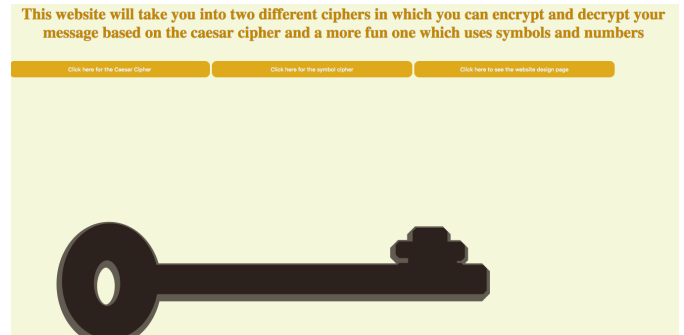 This website will take you into two different ciphers in which you can encrypt and decrypt your
message based on the caesar cipher and a more fun one which uses symbols and numbers
Click here for the Caesar Cipher
Click here for the symbol cipher
Click here to see the website design page